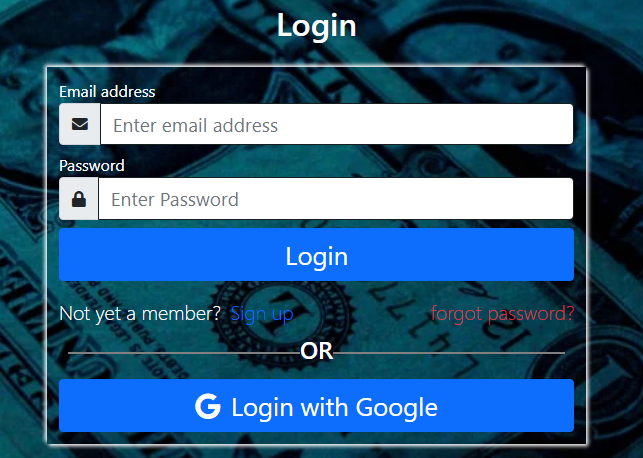 Login
Email address
Enter email address
Password
Enter Password
Login
Not yet a member? Sign up forgot password?
OR
G Login with Google